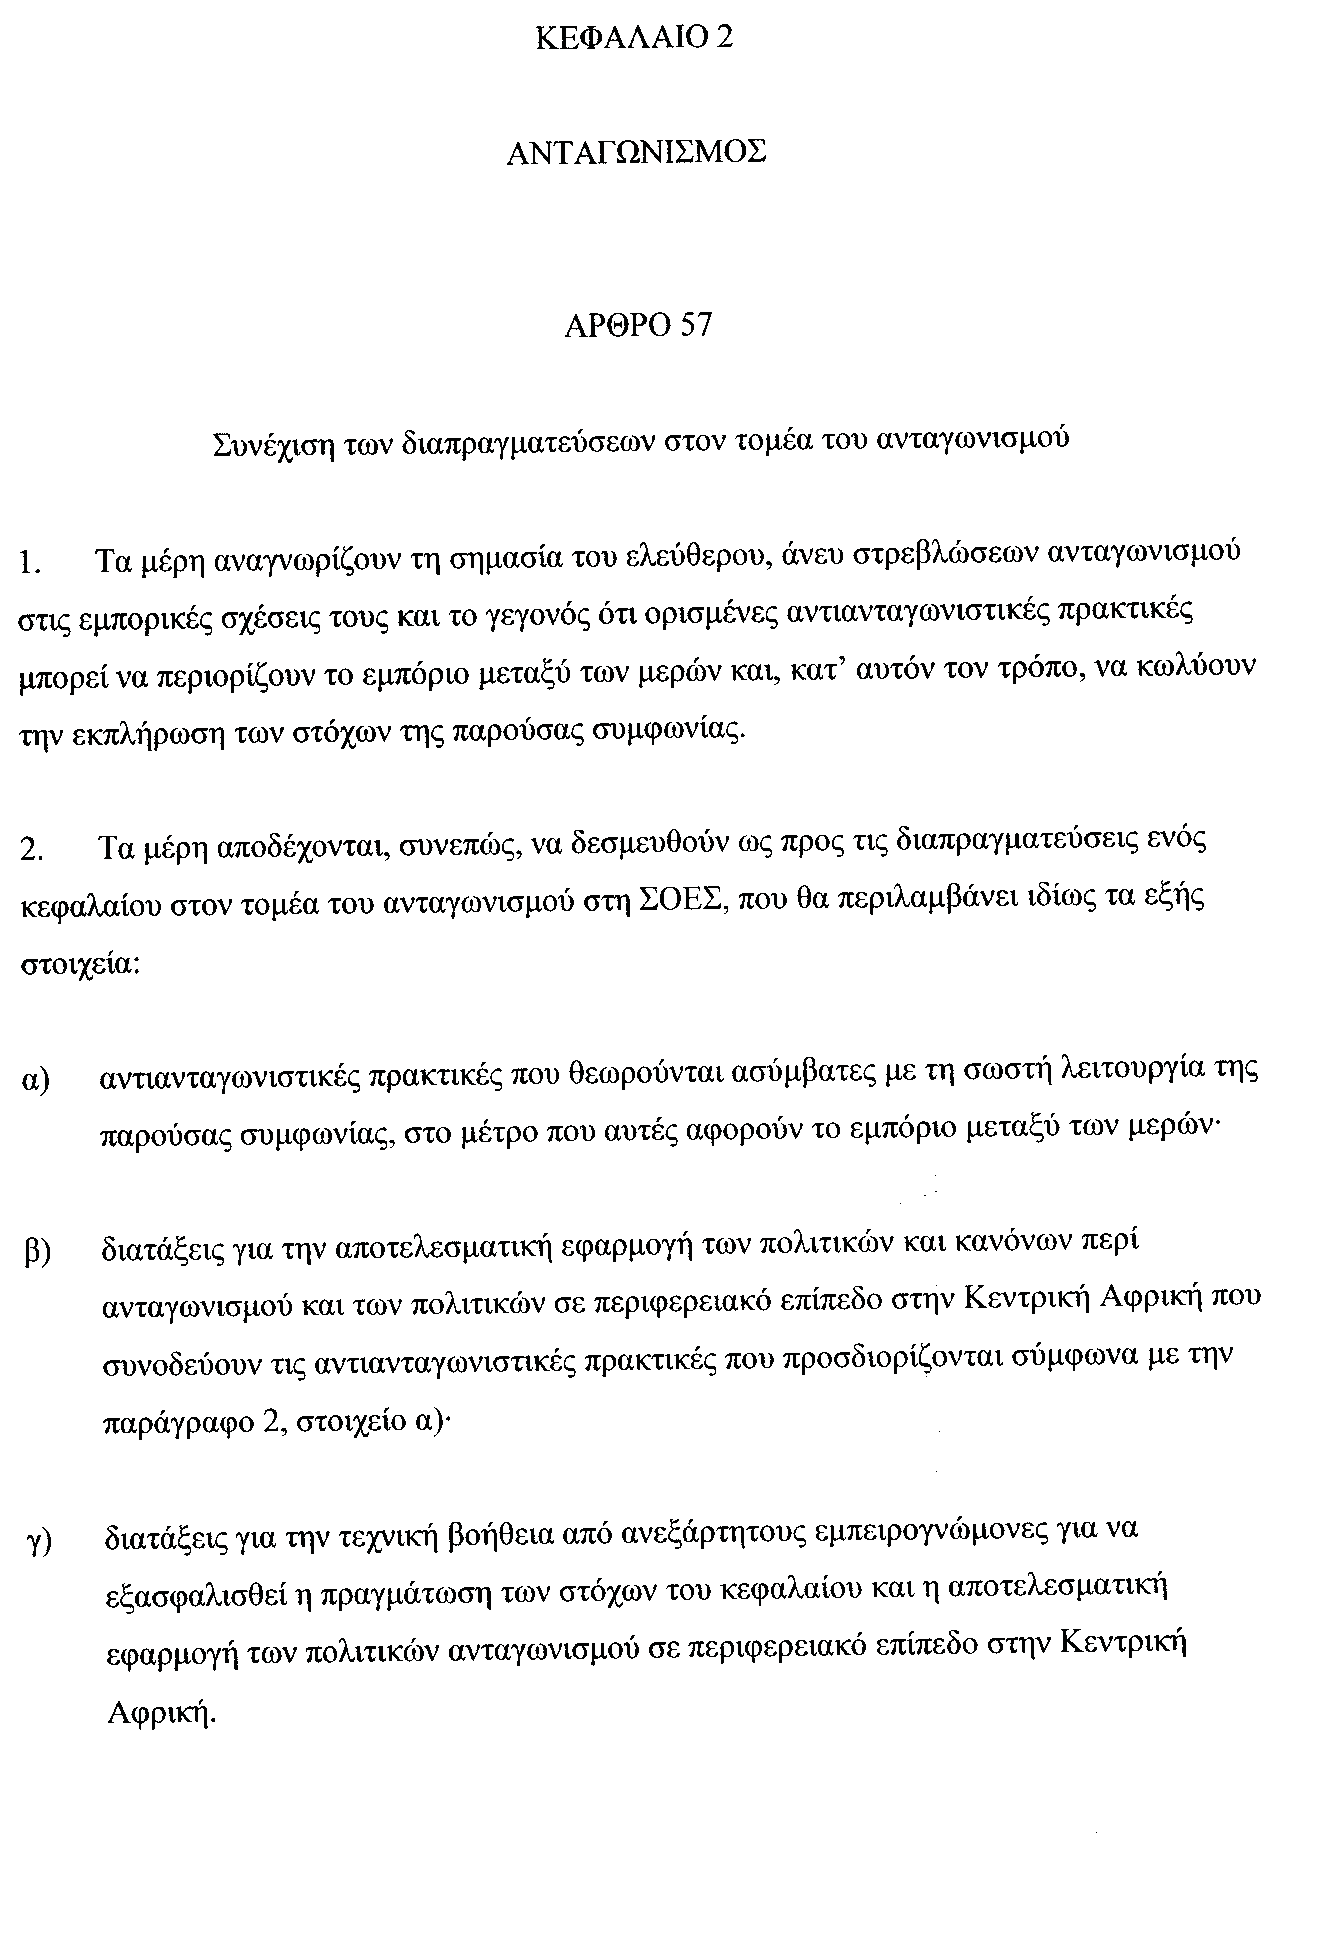 ΚΕΦΑΛΑΙΟ 2
ΑΝΤΑΓΩΝΙΣΜΟΣ
ΑΡΘΡΟ 57
Συνέχιση των διαπραγματεύσεων στον τομέα του ανταγωνισμού
1. Τα μέρη αναγνωρίζουν τη σημασία του ελεύθερου, άνευ στρεβλώσεων ανταγωνισμού
στις εμπορικές σχέσεις τους και το γεγονός ότι ορισμένες αντιανταγωνιστικές πρακτικές
μπορεί να περιορίζουν το εμπόριο μεταξύ των μερών και, κατ’ αυτόν τον τρόπο, να κωλύουν
την εκπλήρωση των στόχων της παρούσας συμφωνίας.
2. Τα μέρη αποδέχονται, συνεπώς, να δεσμευθούν ως προς τις διαπραγματεύσεις ενός
κεφαλαίου στον τομέα του ανταγωνισμού στη ΣΟΕΣ, που θα περιλαμβάνει ιδίως τα εξής
στοιχεία:
α) αντιανταγωνιστικές πρακτικές που θεωρούνται ασύμβατες με τη σωστή λειτουργία της
παρούσας συμφωνίας, στο μέτρο που αυτές αφορούν το εμπόριο μεταξύ των μερών·
β) διατάξεις για την αποτελεσματική εφαρμογή των πολιτικών και κανόνων περί
ανταγωνισμού και των πολιτικών σε περιφερειακό επίπεδο στην Κεντρική Αφρική που
συνοδεύουν τις αντιανταγωνιστικές πρακτικές που προσδιορίζονται σύμφωνα με την
παράγραφο 2, στοιχείο α)·
γ) διατάξεις για την τεχνική βοήθεια από ανεξάρτητους εμπειρογνώμονες για να
εξασφαλισθεί η πραγμάτωση των στόχων του κεφαλαίου και η αποτελεσματική
εφαρμογή των πολιτικών ανταγωνισμού σε περιφερειακό επίπεδο στην Κεντρική
Αφρική.